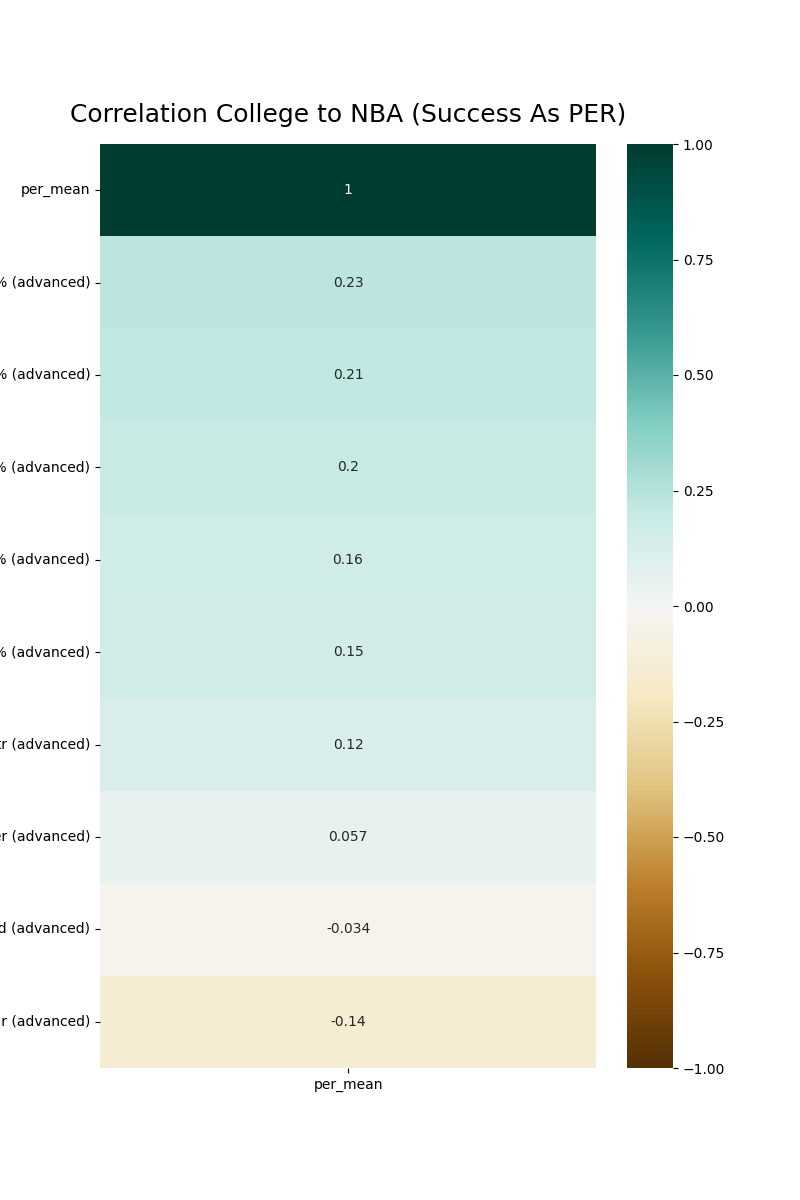 Correlation College to NBA (Success As PER)
per_mean
1
1.00
0.75
% (advanced)
0.23
% (advanced)
0.21
0.50
% (advanced)
0.2
0.25
% (advanced)
0.16
0.00
% (advanced)
0.15
−0.25
(advanced)
0.12
(advanced)
0.057
−0.50
(advanced)
-0.034
−0.75
(advanced)
-0.14
−1.00
per_mean